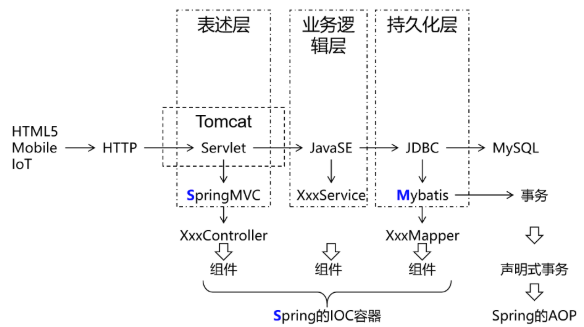 表述层
业务逻
辑层
持久化层
Tomcat
HTML5
Mobile
IoT
HTTP
Servlet
JavaSE
JDBC
MySQL
SpringMVC
XxxService
Mybatis
事务
XxxController
XxxMapper
组件
组件
组件
声明式事务
Spring的IOC容器
Spring的AOP